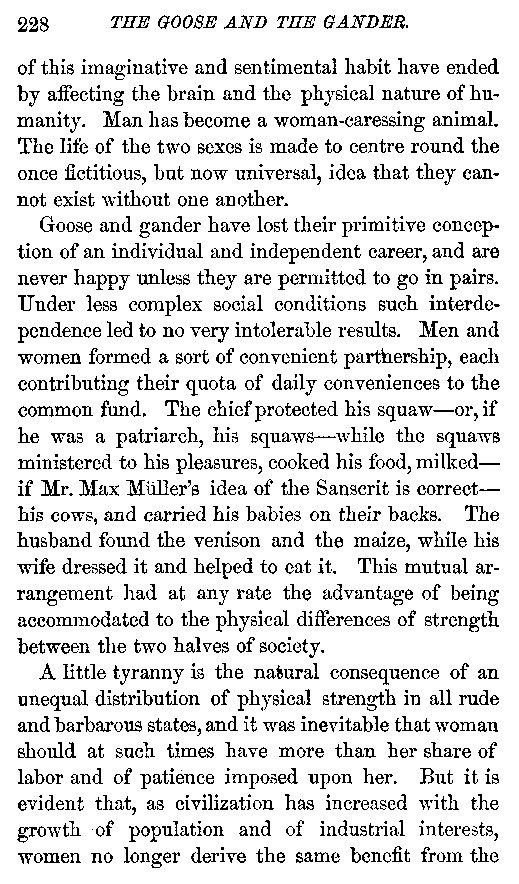 228 THE GOOSE AND THE GANDER.
of this imaginative and sentimental habit have ended
by affecting the brain and the physical nature of hu-
manity. Man has become a woman-caressing animal.
The life of the two sexes is made to centre round the
once fictitious, but now universal, idea that they can-
not exist without one another.
Goose and gander have lost their primitive concep-
tion of an individual and independent career, and are
never happy unless they are permitted to go in pairs.
Under less complex social conditions such interde-
pendence led to no very intolerable results. Men and
women formed a sort of convenient partnership, each
contributing their quota of daily conveniences to the
common fund. The chief protected his squaw—or, if
he was a patriarch, his squaws—while the squaws
ministered to his pleasures, cooked his food, milked—
if Mr. Max Müller's idea of the Sanscrit is correct—
his cows, and carried his babies on their backs. The
husband found the venison and the maize, while his
wife dressed it and helped to eat it. This mutual ar-
rangement had at any rate the advantage of being
accommodated to the physical differences of strength
between the two halves of society.
A little tyranny is the natural consequence of an
unequal distribution of physical strength in all rude
and barbarous states, and it was inevitable that woman
should at such times have more than her share of
labor and of patience imposed upon her. But it is
evident that, as civilization has increased with the
growth of population and of industrial interests,
women no longer derive the same benefit from the